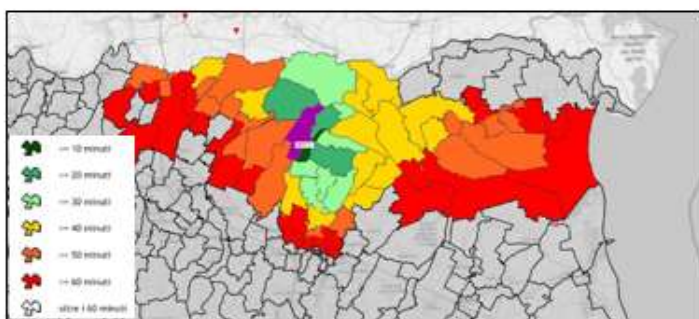 <= 10 minuti
<= 20 minuti
<= 30 minuti
<= 40 minuti
<= 50 minuti
<= 60 minuti
oltre i 60 minuti